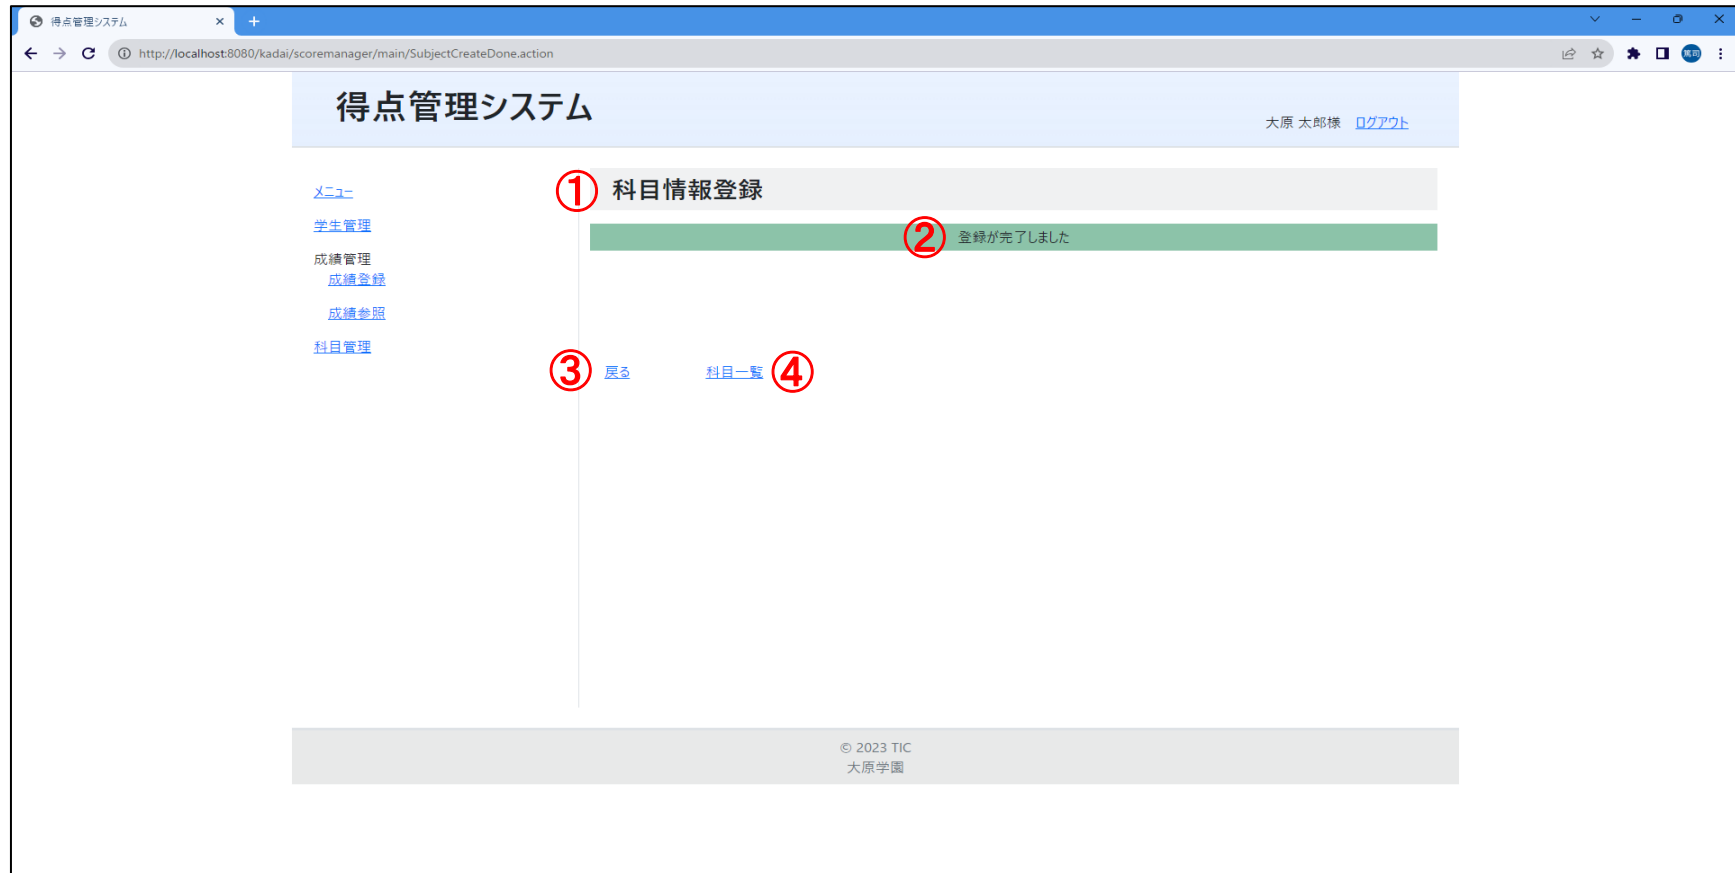 得点管理システム
http://localhost:8080/kadai/scoremanager/main/SubjectCreateDone.action
篤司
得点管理システム
大原 太郎様 ログアウト
メニュー
学生管理
成績管理
成績登録
成績参照
科目管理
① 科目情報登録
② 登録が完了しました
③ 戻る 科目一覧 ④
© 2023 TIC
大原学園